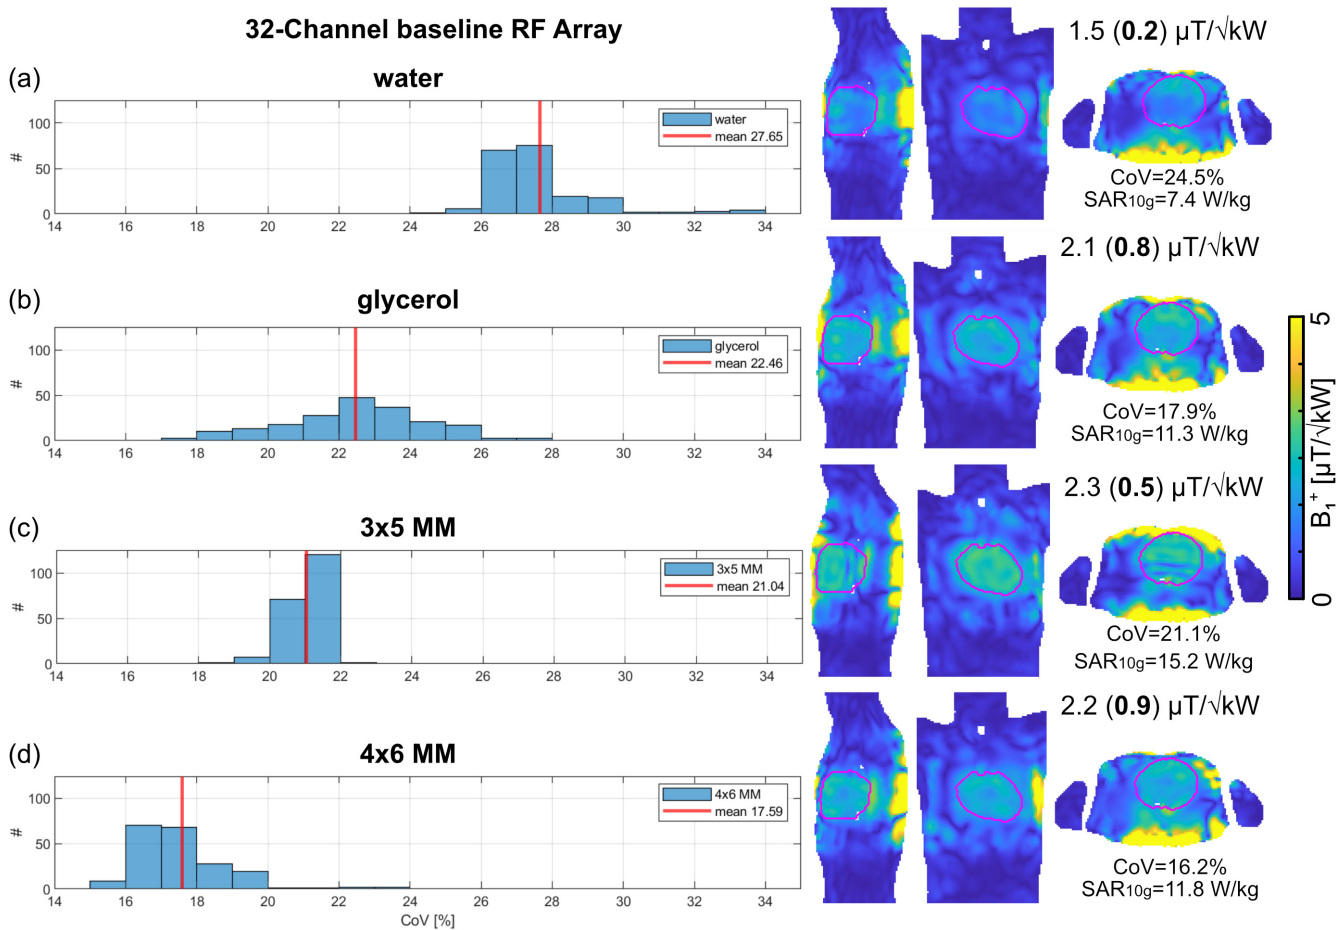 32-Channel baseline RF Array
(a)
water
#
100
50
0
14 16 18 20 22 24 26 28 30 32 34
water
mean 27.65
1.5 (0.2) µT/√kW
CoV=24.5%
SAR10g=7.4 W/kg
(b)
glycerol
#
100
50
0
14 16 18 20 22 24 26 28 30 32 34
glycerol
mean 22.46
2.1 (0.8) µT/√kW
CoV=17.9%
SAR10g=11.3 W/kg
(c)
3x5 MM
#
100
50
0
14 16 18 20 22 24 26 28 30 32 34
3x5 MM
mean 21.04
2.3 (0.5) µT/√kW
CoV=21.1%
SAR10g=15.2 W/kg
(d)
4x6 MM
#
100
50
0
14 16 18 20 22 24 26 28 30 32 34
CoV [%]
4x6 MM
mean 17.59
2.2 (0.9) µT/√kW
CoV=16.2%
SAR10g=11.8 W/kg
5
B1+ [µT/√kW]
0